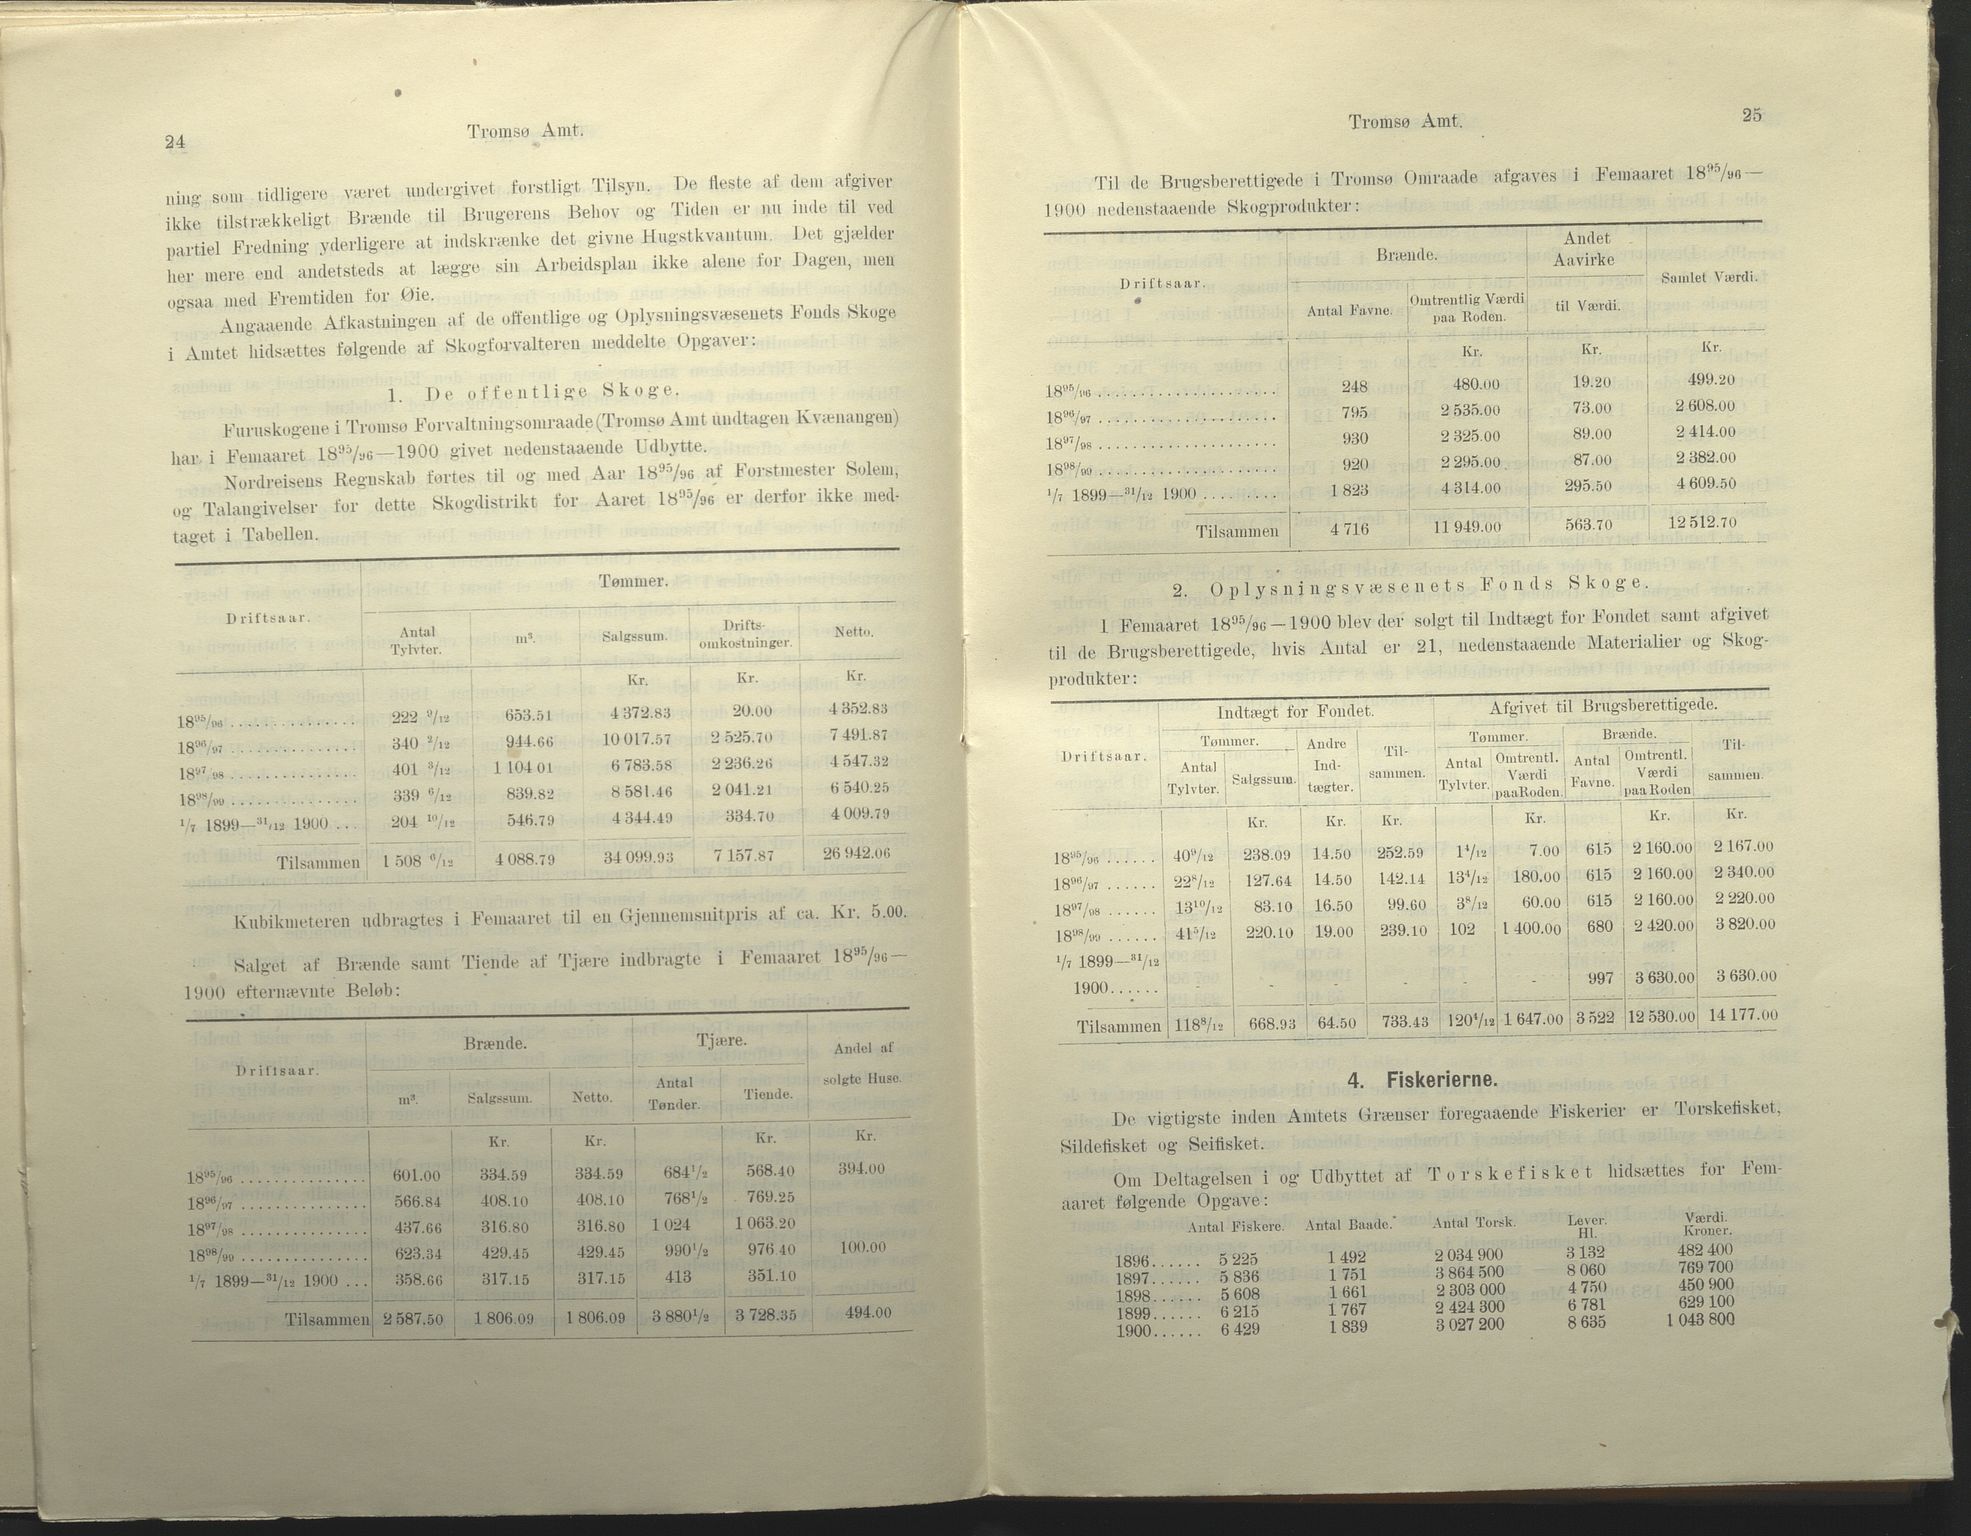 24
Tromsø Amt.
ning som tidligere været undergivet forstligt Tilsyn. De fleste af dem afgiver
ikke tilstrækkeligt Brænde til Brugerens Behov og Tiden er nu inde til ved
partiel Fredning yderligere at indskrænke det givne Hugstkvantum. Det gjælder
her mere end andetsteds at lægge sin Arbeidsplan ikke alene for Dagen, men
ogsaa med Fremtiden for Øie.
Angaaende Afkastningen af de offentlige og Oplysningsvæsenets Fonds Skoge
i Amtet hidsættes følgende af Skogforvalteren meddelte Opgaver:
1. De offentlige Skoge.
Furuskogene i Tromsø Forvaltningsomraade (Tromsø Amt undtagen Kvænangen)
har i Femaaret 18⁹⁵/₉₆—1900 givet nedenstaaende Udbytte.
Nordreisens Regnskab førtes til og med Aar 18⁹⁵/₉₆ af Forstmester Solem,
og Talangivelser for dette Skogdistrikt for Aaret 18⁹⁵/₉₆ er derfor ikke med-
taget i Tabellen.
Driftsaar. Tømmer.
Antal Tylvter. m³. Salgssum. Drifts-omkostninger. Netto.
Kr. Kr. Kr.
18⁹⁵/₉₆ 222 ⁹/₁₂ 653.51 4 372.83 20.00 4 352.83
18⁹⁶/₉₇ 340 ²/₁₂ 944.66 10 017.57 2 525.70 7 491.87
18⁹⁷/₉₈ 401 ³/₁₂ 1 104 01 6 783.58 2 236.26 4 547.32
18⁹⁸/₉₉ 339 ⁶/₁₂ 839.82 8 581.46 2 041.21 6 540.25
¹/₇ 1899—³¹/₁₂ 1900 ... 204 ¹⁰/₁₂ 546.79 4 344.49 334.70 4 009.79
Tilsammen 1 508 ⁶/₁₂ 4 088.79 34 099.93 7 157.87 26 942.06
Kubikmeteren udbragtes i Femaaret til en Gjennemsnitpris af ca. Kr. 5.00.
Salget af Brænde samt Tiende af Tjære indbragte i Femaaret 18⁹⁵/₉₆—
1900 efternævnte Beløb:
Driftsaar. Brænde. Tjære. Andel af solgte Huse.
m³. Salgssum. Netto. Antal Tønder. Tiende.
Kr. Kr. Kr. Kr.
18⁹⁵/₉₆ 601.00 334.59 334.59 684¹/₂ 568.40 394.00
18⁹⁶/₉₇ 566.84 408.10 408.10 768¹/₂ 769.25
18⁹⁷/₉₈ 437.66 316.80 316.80 1 024 1 063.20
18⁹⁸/₉₉ 623.34 429.45 429.45 990¹/₂ 976.40 100.00
¹/₇ 1899—³¹/₁₂ 1900 ... 358.66 317.15 317.15 413 351.10
Tilsammen 2 587.50 1 806.09 1 806.09 3 880¹/₂ 3 728.35 494.00
Tromsø Amt.
25
Til de Brugsberettigede i Tromsø Omraade afgaves i Femaaret 18⁹⁵/₉₆—
1900 nedenstaaende Skogprodukter:
Driftsaar. Brænde. Andet Aavirke til Værdi. Samlet Værdi.
Antal Favne. Omtrentlig Værdi paa Roden.
Kr. Kr. Kr.
18⁹⁵/₉₆ 248 480.00 19.20 499.20
18⁹⁶/₉₇ 795 2 535.00 73.00 2 608.00
18⁹⁷/₉₈ 930 2 325.00 89.00 2 414.00
18⁹⁸/₉₉ 920 2 295.00 87.00 2 382.00
¹/₇ 1899—³¹/₁₂ 1900 1 823 4 314.00 295.50 4 609.50
Tilsammen 4 716 11 949.00 563.70 12 512.70
2. Oplysningsvæsenets Fonds Skoge.
I Femaaret 18⁹⁵/₉₆—1900 blev der solgt til Indtægt for Fondet samt afgivet
til de Brugsberettigede, hvis Antal er 21, nedenstaaende Materialier og Skog-
produkter:
Driftsaar. Indtægt for Fondet. Afgivet til Brugsberettigede.
Tømmer. Andre Ind-tægter. Til-sammen. Tømmer. Brænde. Til-sammen.
Antal Tylvter. Salgssum. Antal Tylvter. Omtrentl. Værdi paa Roden. Antal Favne. Omtrentl. Værdi paa Roden
Kr. Kr. Kr. Kr. Kr. Kr.
18⁹⁵/₉₆ 40⁹/₁₂ 238.09 14.50 252.59 1⁴/₁₂ 7.00 615 2 160.00 2 167.00
18⁹⁶/₉₇ 22⁸/₁₂ 127.64 14.50 142.14 13⁴/₁₂ 180.00 615 2 160.00 2 340.00
18⁹⁷/₉₈ 13¹⁰/₁₂ 83.10 16.50 99.60 3⁸/₁₂ 60.00 615 2 160.00 2 220.00
18⁹⁸/₉₉ 41⁵/₁₂ 220.10 19.00 239.10 102 1 400.00 680 2 420.00 3 820.00
¹/₇ 1899—³¹/₁₂
1900 - - - - - - 997 3 630.00 3 630.00
Tilsammen 118⁸/₁₂ 668.93 64.50 733.43 120⁴/₁₂ 1 647.00 3 522 12 530.00 14 177.00
4. Fiskerierne.
De vigtigste inden Amtets Grænser foregaaende Fiskerier er Torskefisket,
Sildefisket og Seifisket.
Om Deltagelsen i og Udbyttet af Torskefisket hidsættes for Fem-
aaret følgende Opgave:
Antal Fiskere. Antal Baade. Antal Torsk. Lever. Hl. Værdi. Kroner.
1896...... 5 225 1 492 2 034 900 3 132 482 400
1897...... 5 836 1 751 3 864 500 8 060 769 700
1898...... 5 608 1 661 2 303 000 4 750 450 900
1899...... 6 215 1 767 2 424 300 6 781 629 100
1900...... 6 429 1 839 3 027 200 8 635 1 043 800